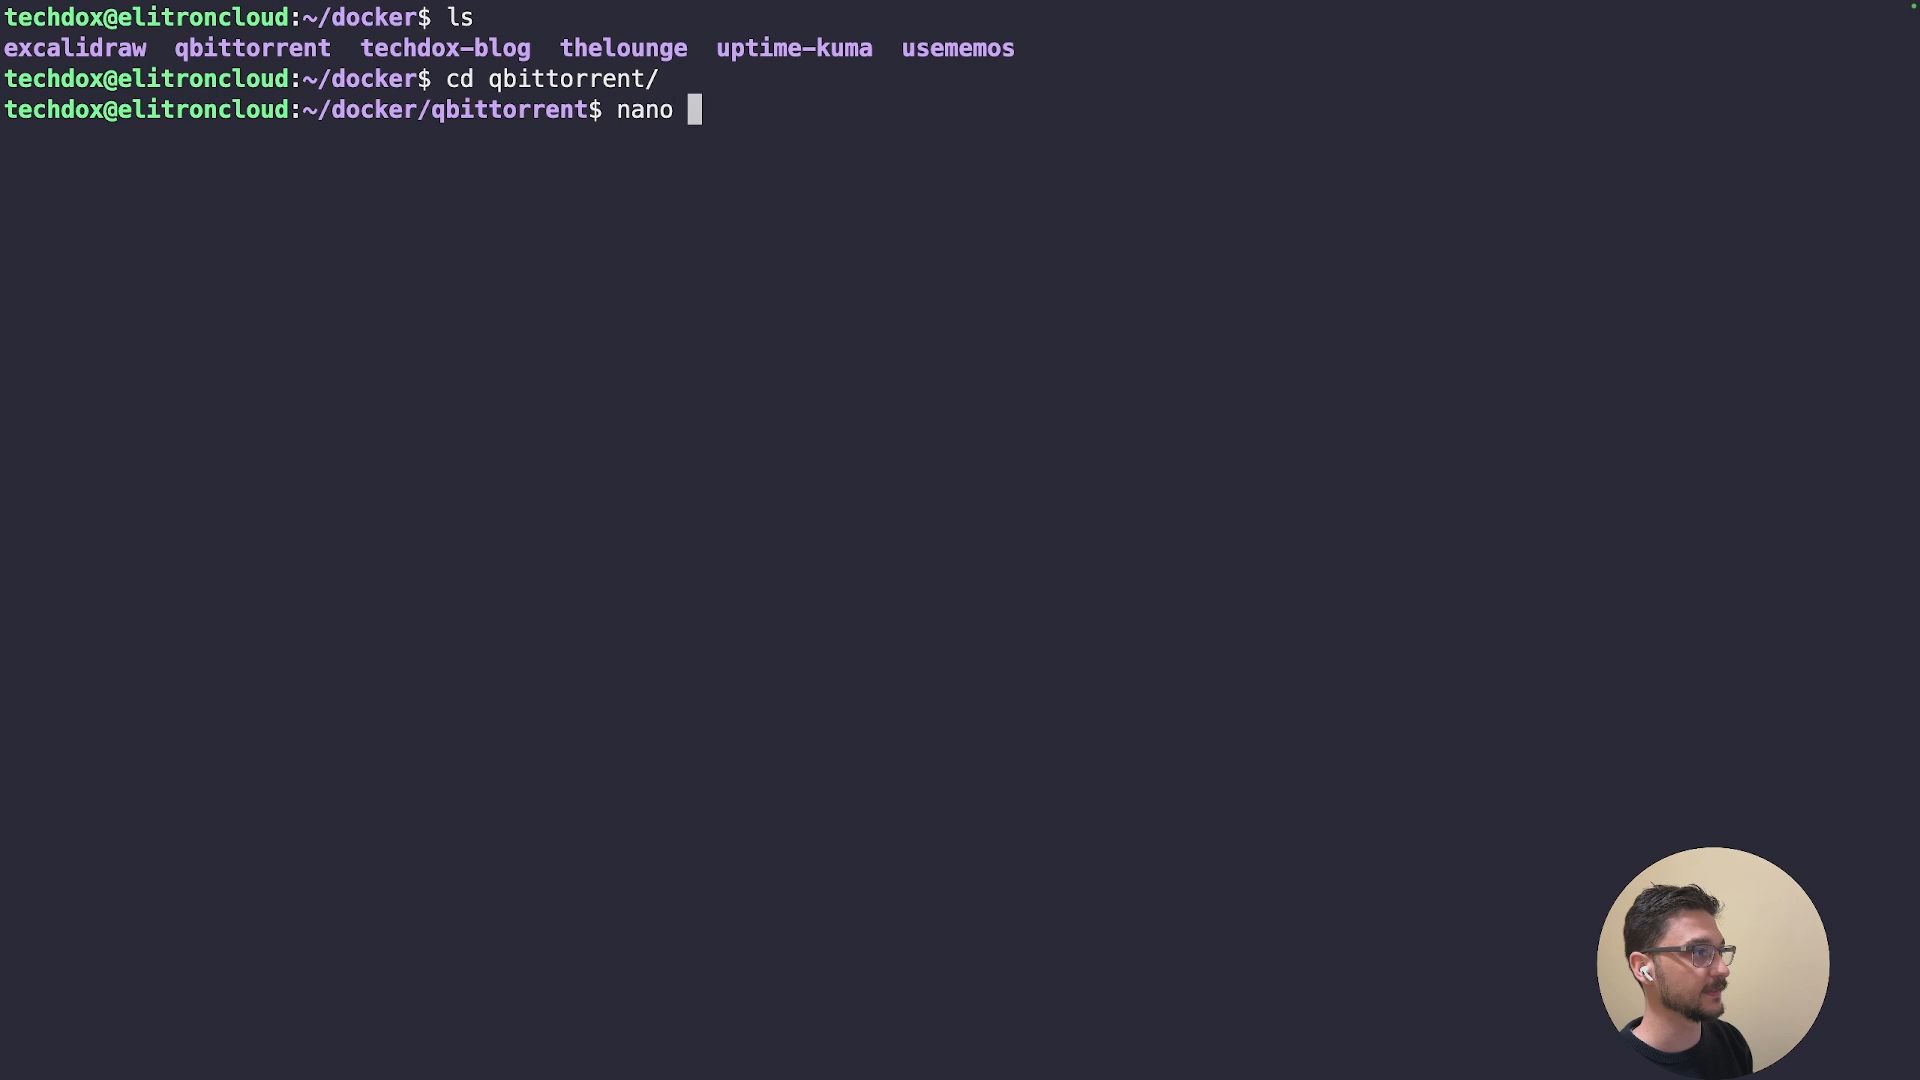 techdox@elitroncloud:~/docker$ ls
excalidraw  qbittorrent  techdox-blog  thelounge  uptime-kuma  usememos
techdox@elitroncloud:~/docker$ cd qbittorrent/
techdox@elitroncloud:~/docker/qbittorrent$ nano